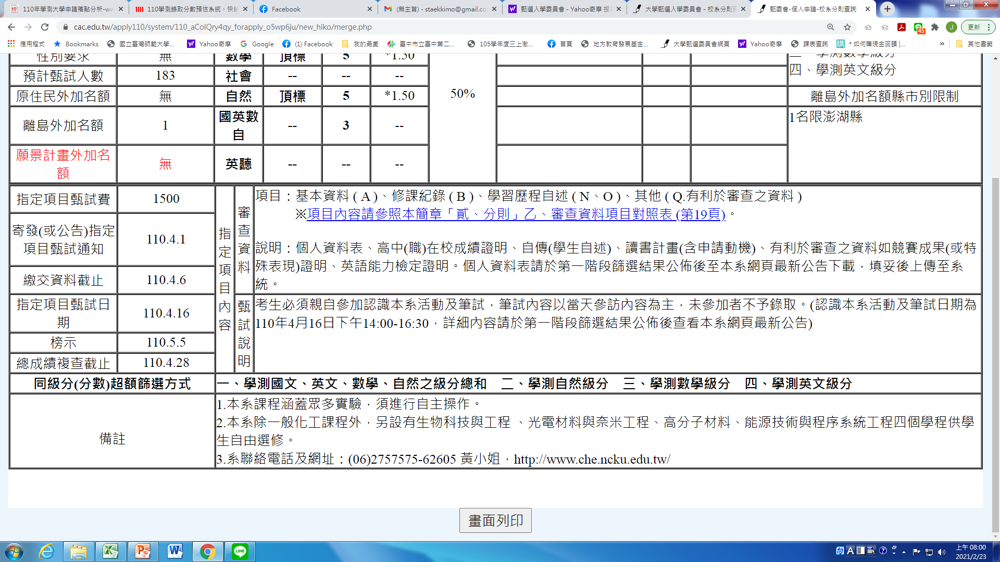 110年學測大學申請落點分析-ww
110學測錄取分數預估系統，快輸
Facebook
(無主旨) - staekkimo@gmail.co
甄選入學委員會 - Yahoo奇摩 搜尋
大學甄選入學委員會 - 校系分則查
甄委會-個人申請-校系分則查詢
cac.edu.tw/apply110/system/110_aColQry4qy_forapply_o5wp6ju/new_hiko/merge.php
J
更新
應用程式
Bookmarks
國立臺灣師範大學...
Yahoo奇摩
Google
(1) Facebook
我的最愛
臺中市立臺中第二...
105學年度三上激...
首頁
地方教育發展基金...
大學甄選委員會網頁
Yahoo奇摩
課表查詢
*如何賺現金回饋 |...
其他書籤
45
性別要求 無 數學 頂標 5 *1.50
三、學測數學級分
四、學測英文級分
預計甄試人數 183 社會 -- -- --
50%
原住民外加名額 無 自然 頂標 5 *1.50
離島外加名額縣市別限制
離島外加名額 1 國英數自 -- 3 --
1名限澎湖縣
願景計畫外加名額 無 英聽 -- -- --
指定項目甄試費 1500
寄發(或公告)指定項目甄試通知 110.4.1
繳交資料截止 110.4.6
指定項目甄試日期 110.4.16
榜示 110.5.5
總成績複查截止 110.4.28
指定項目內容
審查資料
項目：基本資料 ( A )、修課紀錄 ( B )、學習歷程自述 ( N、O )、其他 ( Q.有利於審查之資料 )
※項目內容請參照本簡章「貳、分則」乙、審查資料項目對照表 (第19頁)。
說明：個人資料表、高中(職)在校成績證明、自傳(學生自述)、讀書計畫(含申請動機)、有利於審查之資料如競賽成果(或特
殊表現)證明、英語能力檢定證明。個人資料表請於第一階段篩選結果公佈後至本系網頁最新公告下載，填妥後上傳至系
統。
甄試說明
考生必須親自參加認識本系活動及筆試，筆試內容以當天參訪內容為主，未參加者不予錄取。(認識本系活動及筆試日期為
110年4月16日下午14:00-16:30，詳細內容請於第一階段篩選結果公佈後查看本系網頁最新公告)
同級分(分數)超額篩選方式
一、學測國文、英文、數學、自然之級分總和　二、學測自然級分　三、學測數學級分　四、學測英文級分
備註
1.本系課程涵蓋眾多實驗，須進行自主操作。
2.本系除一般化工課程外，另設有生物科技與工程 、光電材料與奈米工程、高分子材料、能源技術與程序系統工程四個學程供學
生自由選修。
3.系聯絡電話及網址：(06)2757575-62605 黃小姐，http://www.che.ncku.edu.tw/
畫面列印
LINE
A
上午 08:00
2021/2/23